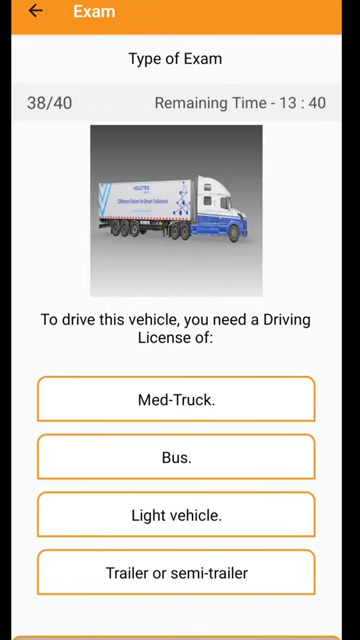 Exam
Type of Exam
38/40
Remaining Time - 13 : 40
To drive this vehicle, you need a Driving
License of:
Med-Truck.
Bus.
Light vehicle.
Trailer or semi-trailer